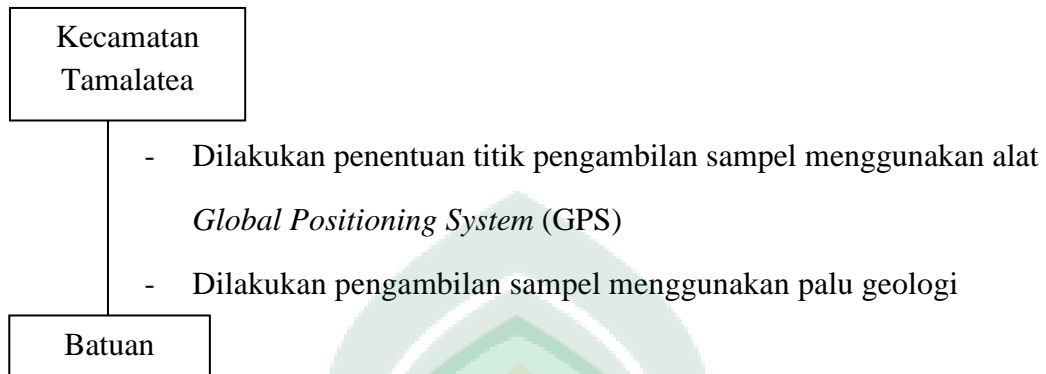 Kecamatan
Tamalatea
- Dilakukan penentuan titik pengambilan sampel menggunakan alat
Global Positioning System (GPS)
- Dilakukan pengambilan sampel menggunakan palu geologi
Batuan